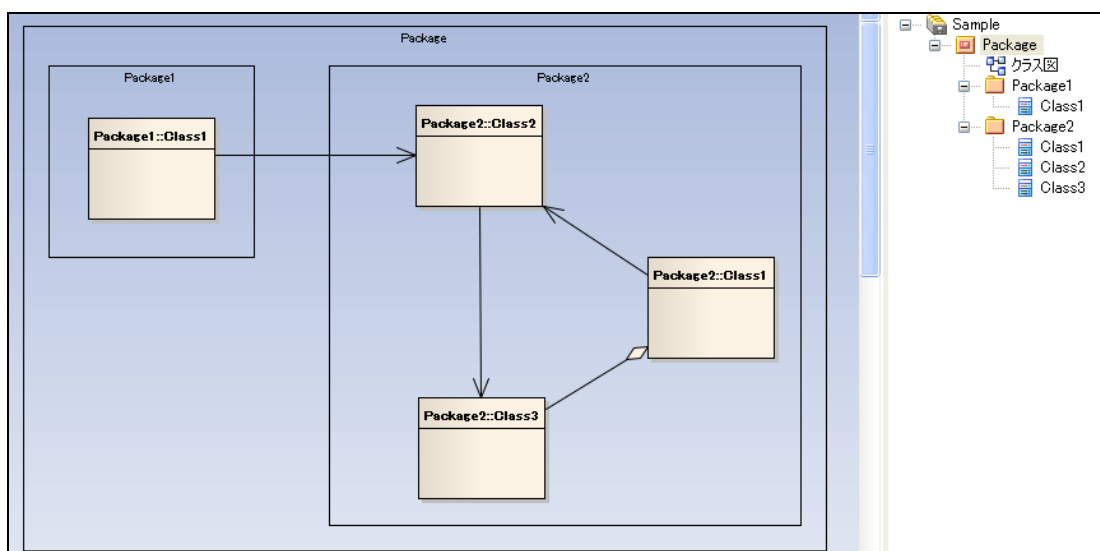 Package
Package1
Package2
Package1::Class1
Package2::Class2
Package2::Class1
Package2::Class3
Sample
Package
クラス図
Package1
Class1
Package2
Class1
Class2
Class3